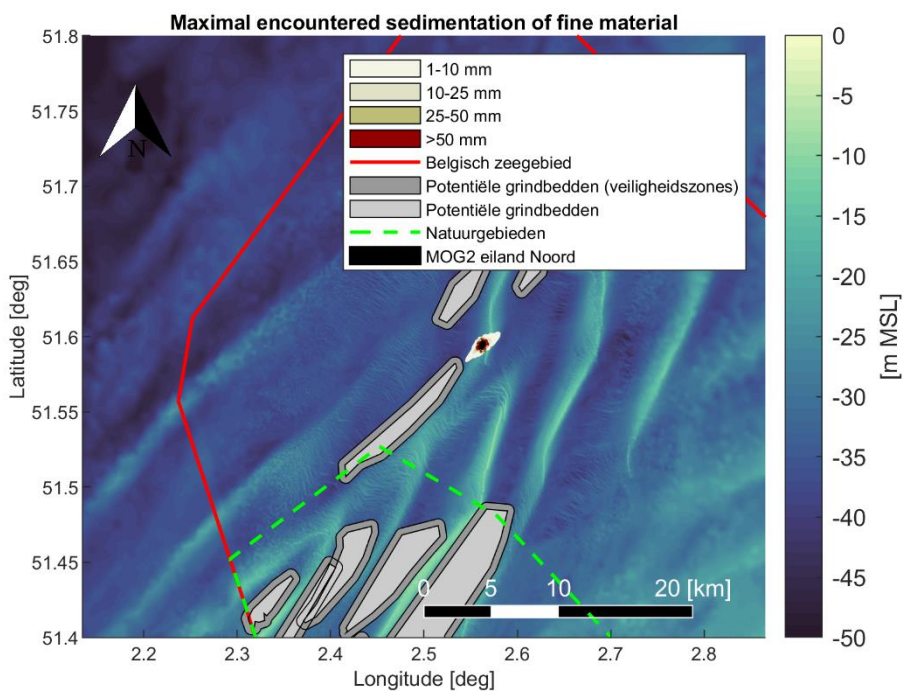 Maximal encountered sedimentation of fine material
51.8
51.75
51.7
51.65
51.6
51.55
51.5
51.45
51.4
Latitude [deg]
N
1-10 mm
10-25 mm
25-50 mm
>50 mm
Belgisch zeegebied
Potentiële grindbedden (veiligheidszones)
Potentiële grindbedden
Natuurgebieden
MOG2 eiland Noord
0 5 10 20 [km]
2.2 2.3 2.4 2.5 2.6 2.7 2.8
Longitude [deg]
0
-5
-10
-15
-20
-25
-30
-35
-40
-45
-50
[m MSL]